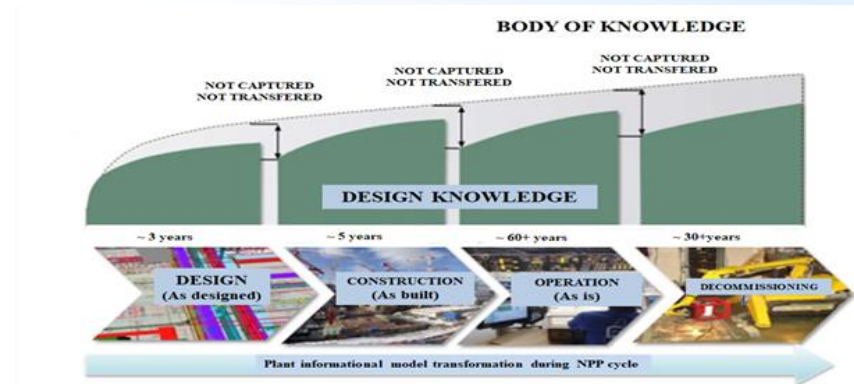 BODY OF KNOWLEDGE
NOT CAPTURED
NOT TRANSFERED
NOT CAPTURED
NOT TRANSFERED
NOT CAPTURED
NOT TRANSFERED
DESIGN KNOWLEDGE
~ 3 years
~ 5 years
~ 60+ years
~ 30+years
DESIGN
(As designed)
CONSTRUCTION
(As built)
OPERATION
(As is)
DECOMMISSIONING
Plant informational model transformation during NPP cycle